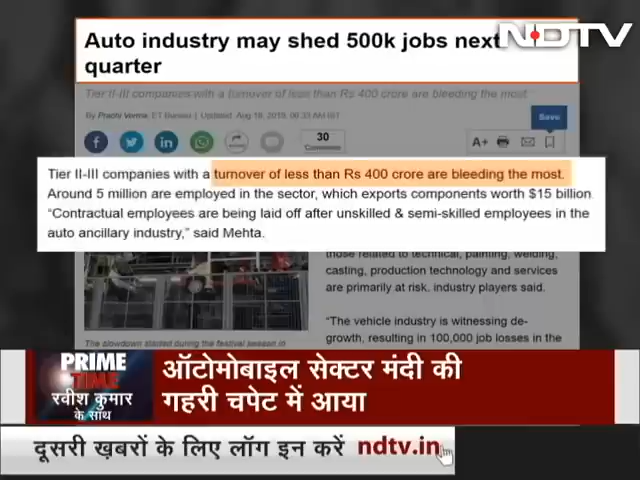 NDTV
Auto industry may shed 500k jobs next
quarter
Tier II-III companies with a turnover of less than Rs 400 crore are bleeding the most.
By Prachi Verma, ET Bureau | Updated: Aug 19, 2019, 08.33 AM IST
Save
30
Comments
A+
Tier II-III companies with a turnover of less than Rs 400 crore are bleeding the most.
Around 5 million are employed in the sector, which exports components worth $15 billion
“Contractual employees are being laid off after unskilled & semi-skilled employees in the
auto ancillary industry,” said Mehta.
those related to technical, painting, welding,
casting, production technology and services
are primarily at risk, industry players said.
“The vehicle industry is witnessing de-
growth, resulting in 100,000 job losses in the
The slowdown started during the festival season in
PRIME
TIME
रवीश कुमार
के साथ
ऑटोमोबाइल सेक्टर मंदी की
गहरी चपेट में आया
दूसरी ख़बरों के लिए लॉग इन करें ndtv.in